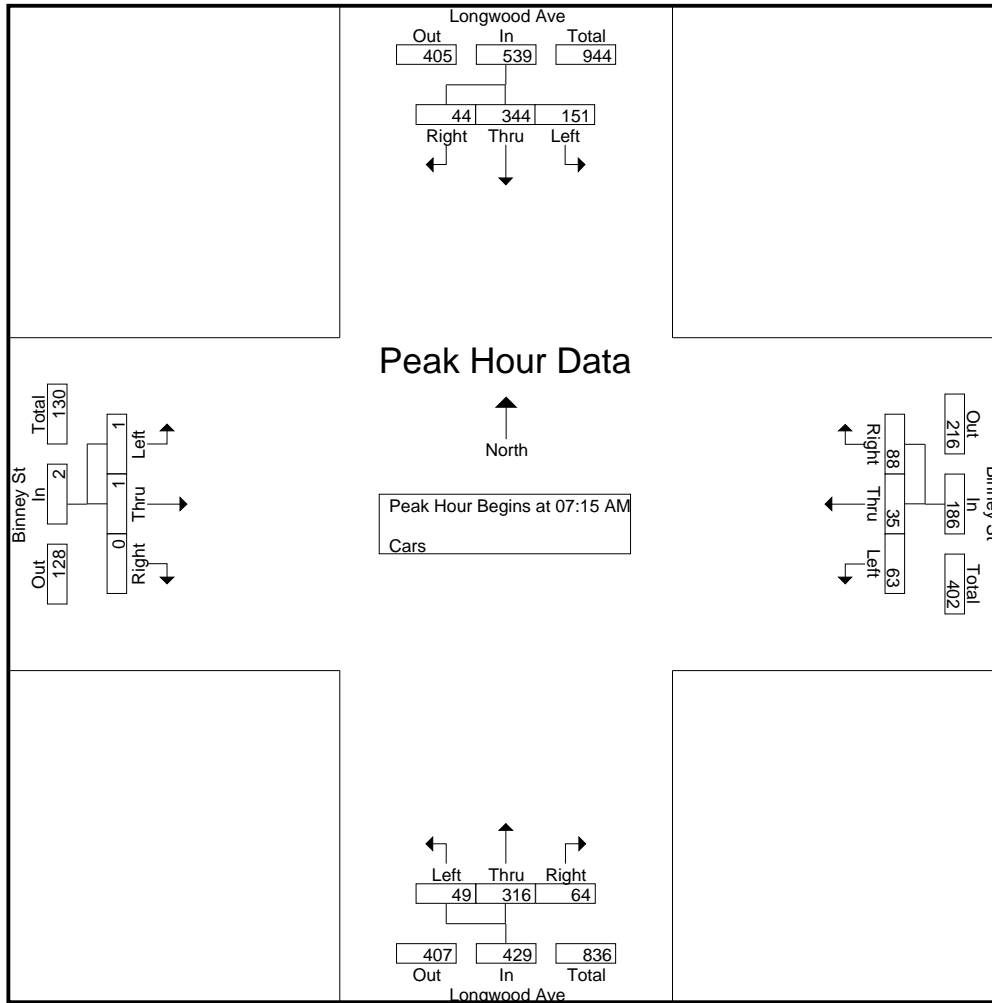 Longwood Ave
Out In Total
405 539 944
44 344 151
Right Thru Left
Peak Hour Data
North
Peak Hour Begins at 07:15 AM
Cars
Binney St
Total In Out
130 2 128
1 1 0
Left Thru Right
Right Thru Left
88 35 63
216 186 402
Out In Total
Binney St
Left Thru Right
49 316 64
407 429 836
Out In Total
Longwood Ave